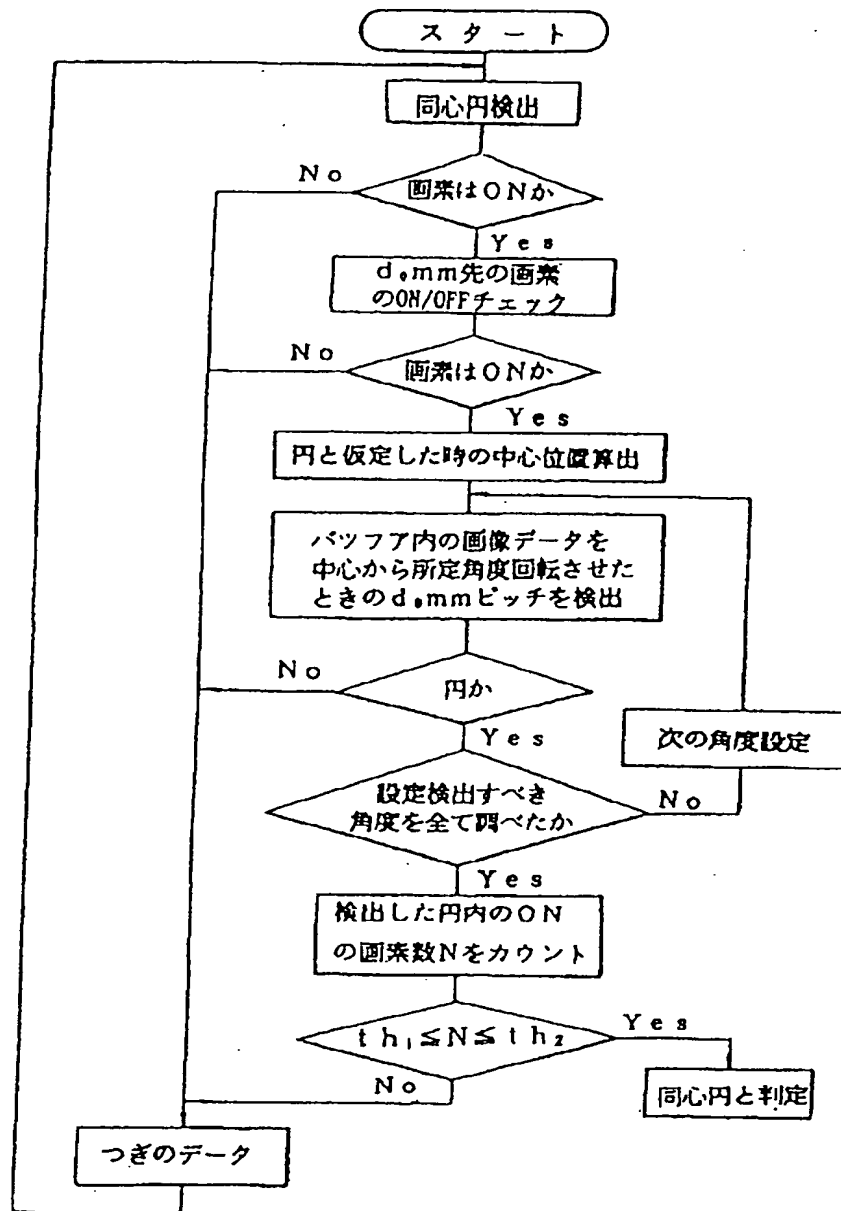 スタート
同心円検出
No
画素はONか
Yes
d₀mm先の画素
のON/OFFチェック
No
画素はONか
Yes
円と仮定した時の中心位置算出
バッフア内の画像データを
中心から所定角度回転させた
ときのd₀mmピッチを検出
No
円か
Yes
次の角度設定
設定検出すべき
角度を全て調べたか
No
Yes
検出した円内のON
の画素数Nをカウント
th₁≦N≦th₂
Yes
No
同心円と判定
つぎのデータ